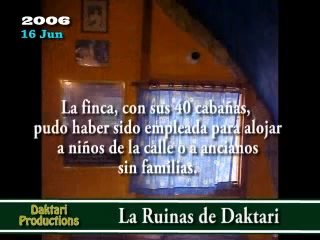 2006
16 Jun
La finca, con sus 40 cabañas,
pudo haber sido empleada para alojar
a niños de la calle o a ancianos
sin familias.
Daktari
Productions
La Ruinas de Daktari